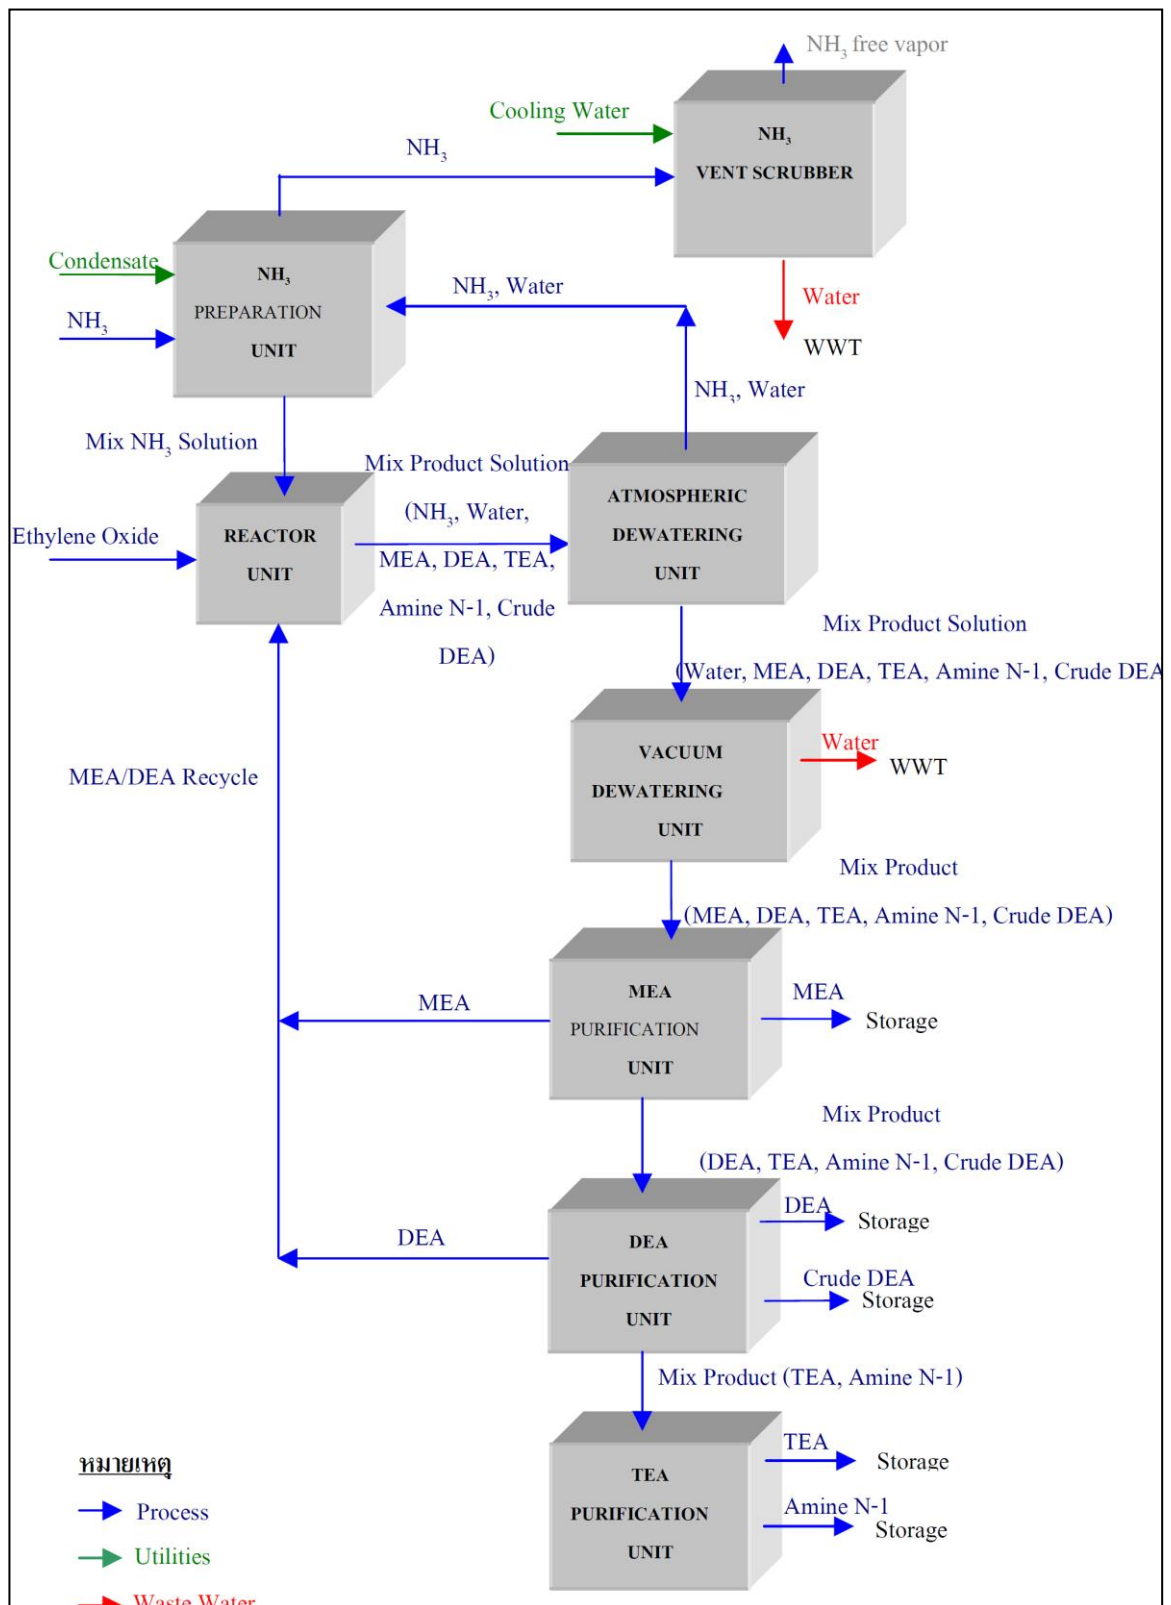 NH₃ free vapor
Cooling Water
NH₃
VENT SCRUBBER
NH₃
Condensate
NH₃
NH₃
PREPARATION
UNIT
NH₃, Water
Water
WWT
NH₃, Water
Mix NH₃ Solution
Mix Product Solution
(NH₃, Water,
MEA, DEA, TEA,
Amine N-1, Crude
DEA)
Ethylene Oxide
REACTOR
UNIT
ATMOSPHERIC
DEWATERING
UNIT
Mix Product Solution
(Water, MEA, DEA, TEA, Amine N-1, Crude DEA
VACUUM
DEWATERING
UNIT
Water
WWT
MEA/DEA Recycle
Mix Product
(MEA, DEA, TEA, Amine N-1, Crude DEA)
MEA
MEA
PURIFICATION
UNIT
MEA
Storage
Mix Product
(DEA, TEA, Amine N-1, Crude DEA)
DEA
DEA
PURIFICATION
UNIT
DEA
Storage
Crude DEA
Storage
Mix Product (TEA, Amine N-1)
TEA
PURIFICATION
UNIT
TEA
Storage
Amine N-1
Storage
หมายเหตุ
Process
Utilities
Waste Water